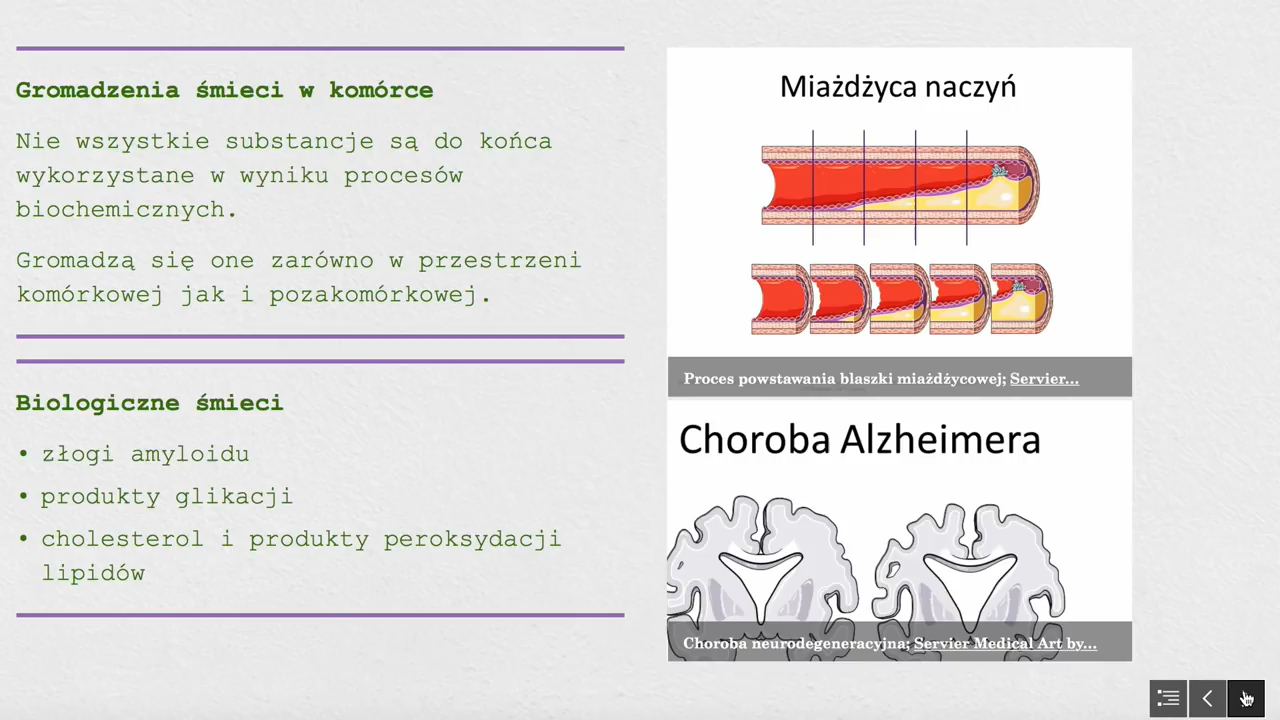 Gromadzenia śmieci w komórce
Nie wszystkie substancje są do końca
wykorzystane w wyniku procesów
biochemicznych.
Gromadzą się one zarówno w przestrzeni
komórkowej jak i pozakomórkowej.
Biologiczne śmieci
• złogi amyloidu
• produkty glikacji
• cholesterol i produkty peroksydacji
lipidów
Miażdżyca naczyń
Proces powstawania blaszki miażdżycowej; Servier...
Choroba Alzheimera
Choroba neurodegeneracyjna; Servier Medical Art by...